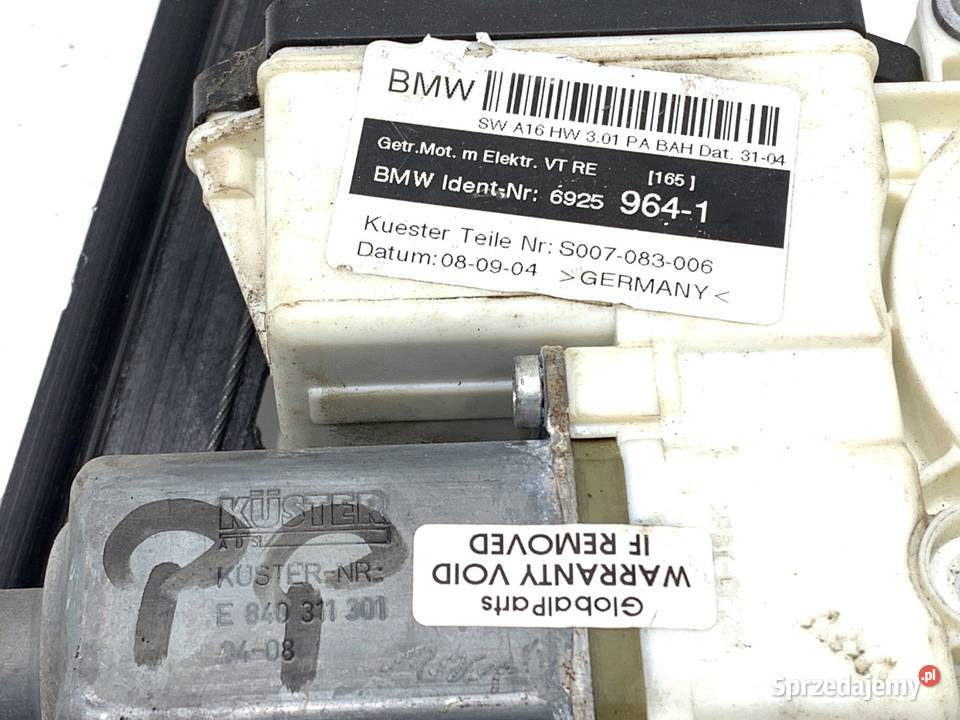 BMW
SW A16 HW 3.01 PA BAH Dat. 31-04
Getr.Mot. m Elektr. VT RE [165]
BMW Ident-Nr: 6925 964-1
Kuester Teile Nr: S007-083-006
Datum: 08-09-04 >GERMANY<
KÜSTER
KÜSTER-NR.:
E 840 311 301
04-08
PP
GlobalParts
WARRANTY VOID
IF REMOVED
Sprzedajemy.pl